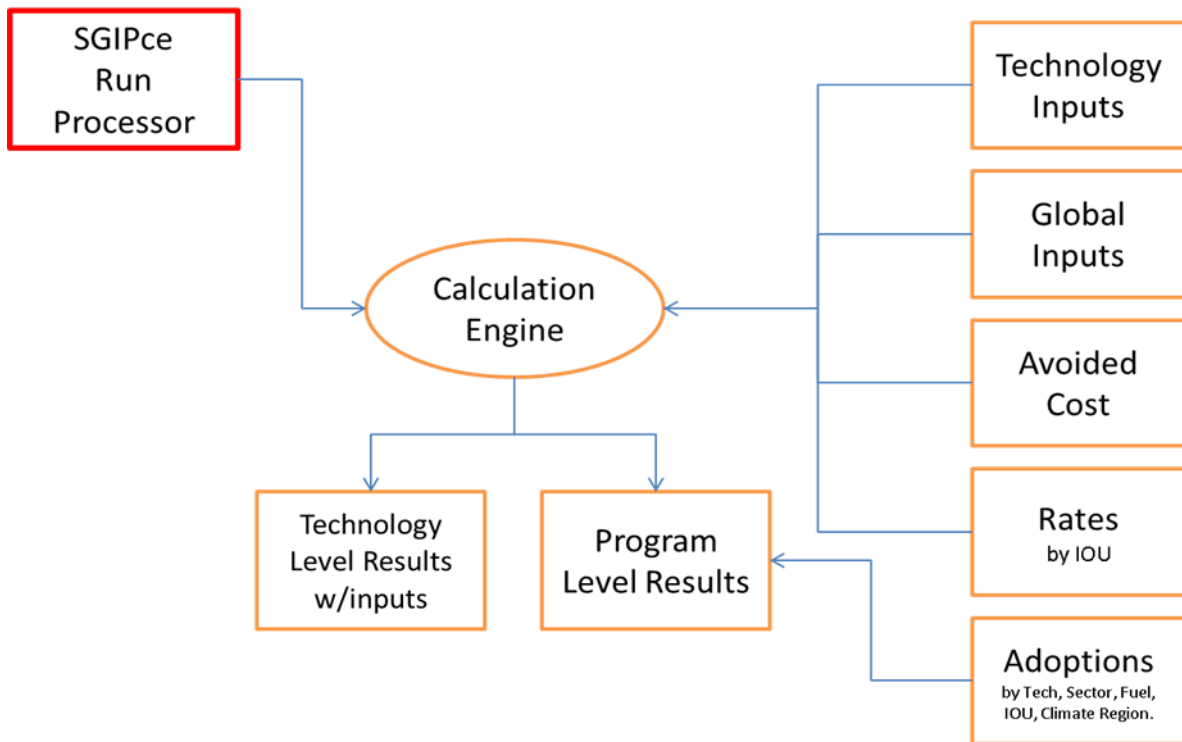 SGIPce
Run
Processor
Technology
Inputs
Global
Inputs
Calculation
Engine
Avoided
Cost
Technology
Level Results
w/inputs
Program
Level Results
Rates
by IOU
Adoptions
by Tech, Sector, Fuel,
IOU, Climate Region.